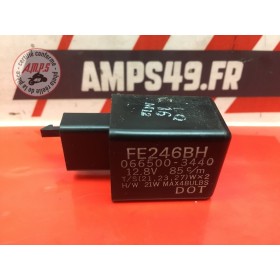 AMPS49.FR
A.M.P.S
FE246BH
066500-3440
12.8V 85c/m
T/S(21,23,27)W×2
H/W 21W MAX4BULBS
DOT